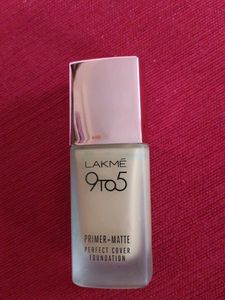 LAKMĒ
9TO5
PRIMER+MATTE
PERFECT COVER
FOUNDATION